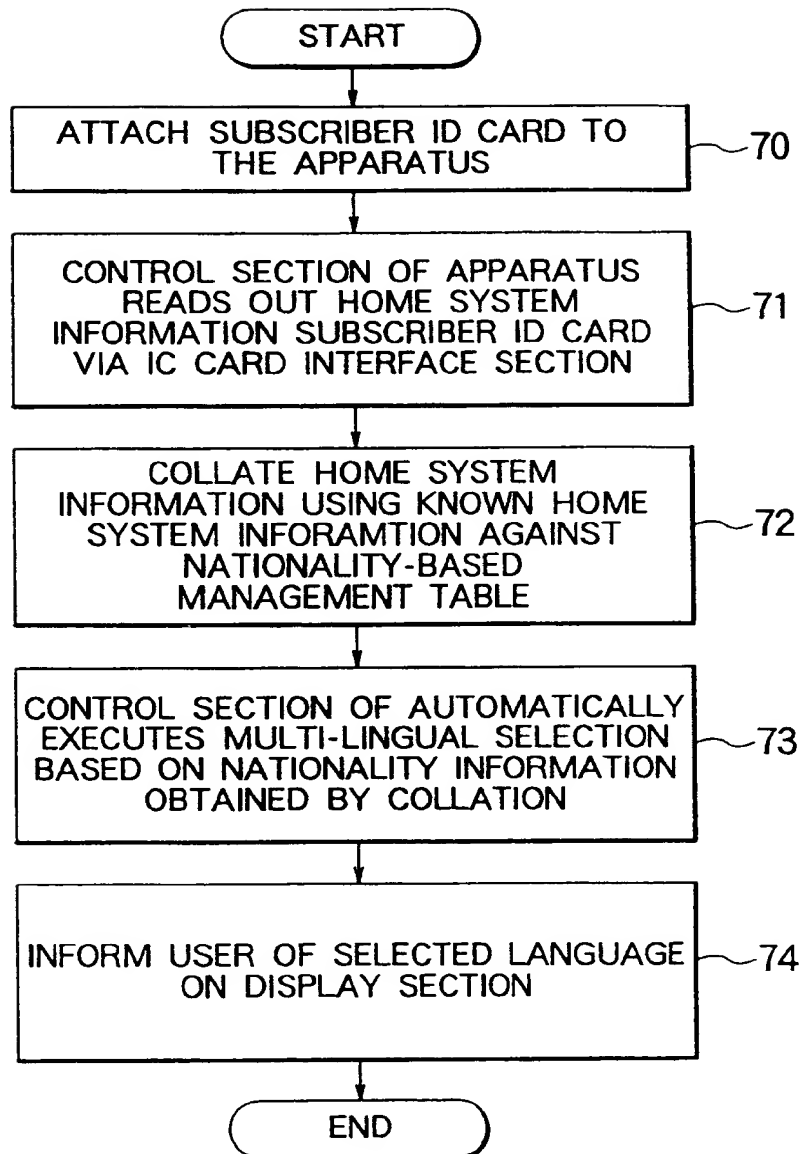 START
ATTACH SUBSCRIBER ID CARD TO
THE APPARATUS
70
CONTROL SECTION OF APPARATUS
READS OUT HOME SYSTEM
INFORMATION SUBSCRIBER ID CARD
VIA IC CARD INTERFACE SECTION
71
COLLATE HOME SYSTEM
INFORMATION USING KNOWN HOME
SYSTEM INFORAMTION AGAINST
NATIONALITY-BASED
MANAGEMENT TABLE
72
CONTROL SECTION OF AUTOMATICALLY
EXECUTES MULTI-LINGUAL SELECTION
BASED ON NATIONALITY INFORMATION
OBTAINED BY COLLATION
73
INFORM USER OF SELECTED LANGUAGE
ON DISPLAY SECTION
74
END